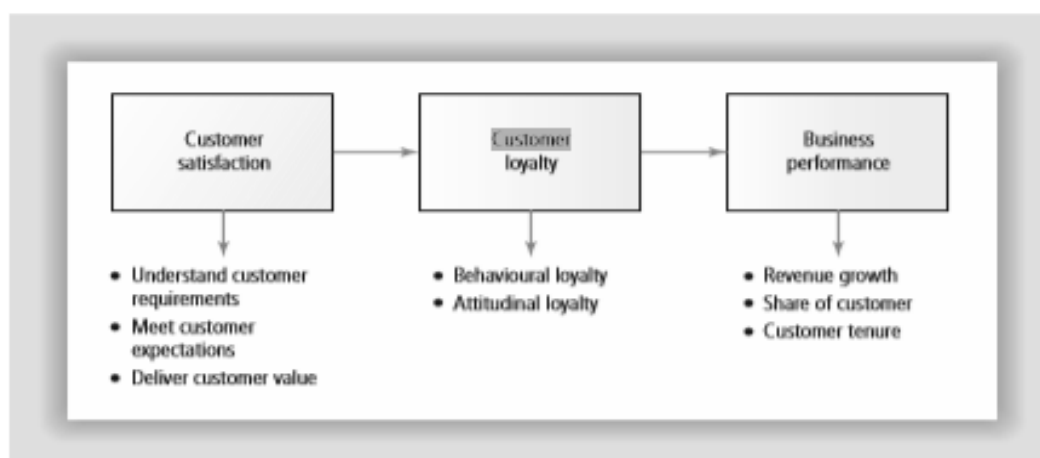 Customer
satisfaction
Customer
loyalty
Business
performance
• Understand customer
requirements
• Meet customer
expectations
• Deliver customer value
• Behavioural loyalty
• Attitudinal loyalty
• Revenue growth
• Share of customer
• Customer tenure